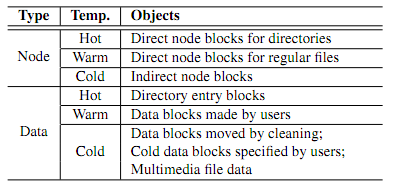 Type Temp. Objects
Node
Hot Direct node blocks for directories
Warm Direct node blocks for regular files
Cold Indirect node blocks
Data
Hot Directory entry blocks
Warm Data blocks made by users
Cold
Data blocks moved by cleaning;
Cold data blocks specified by users;
Multimedia file data